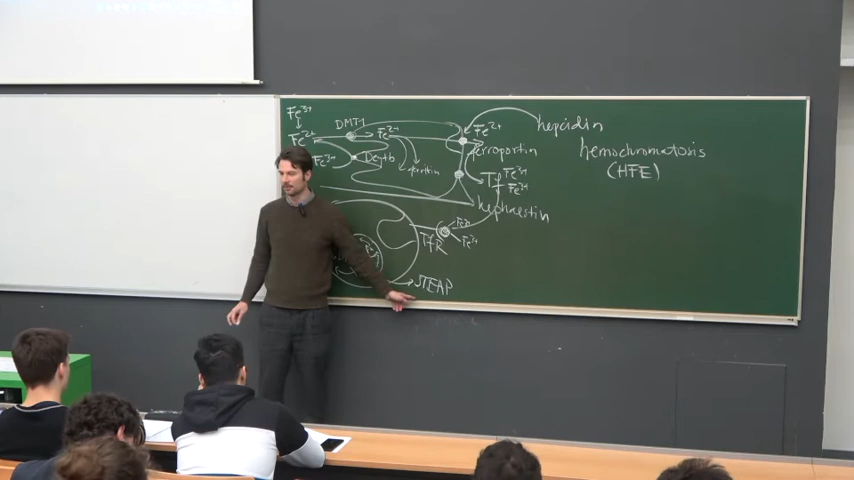 Fe3+
DMT1
Fe2+ Fe2+
Fe3+ Dcytb
ferritin
Fe2+
hepcidin
ferroportin
Tf Fe3+
Fe3+
hephaestin
hemochromatosis
(HFE)
TfR
Fe3+
Fe3+
STEAP